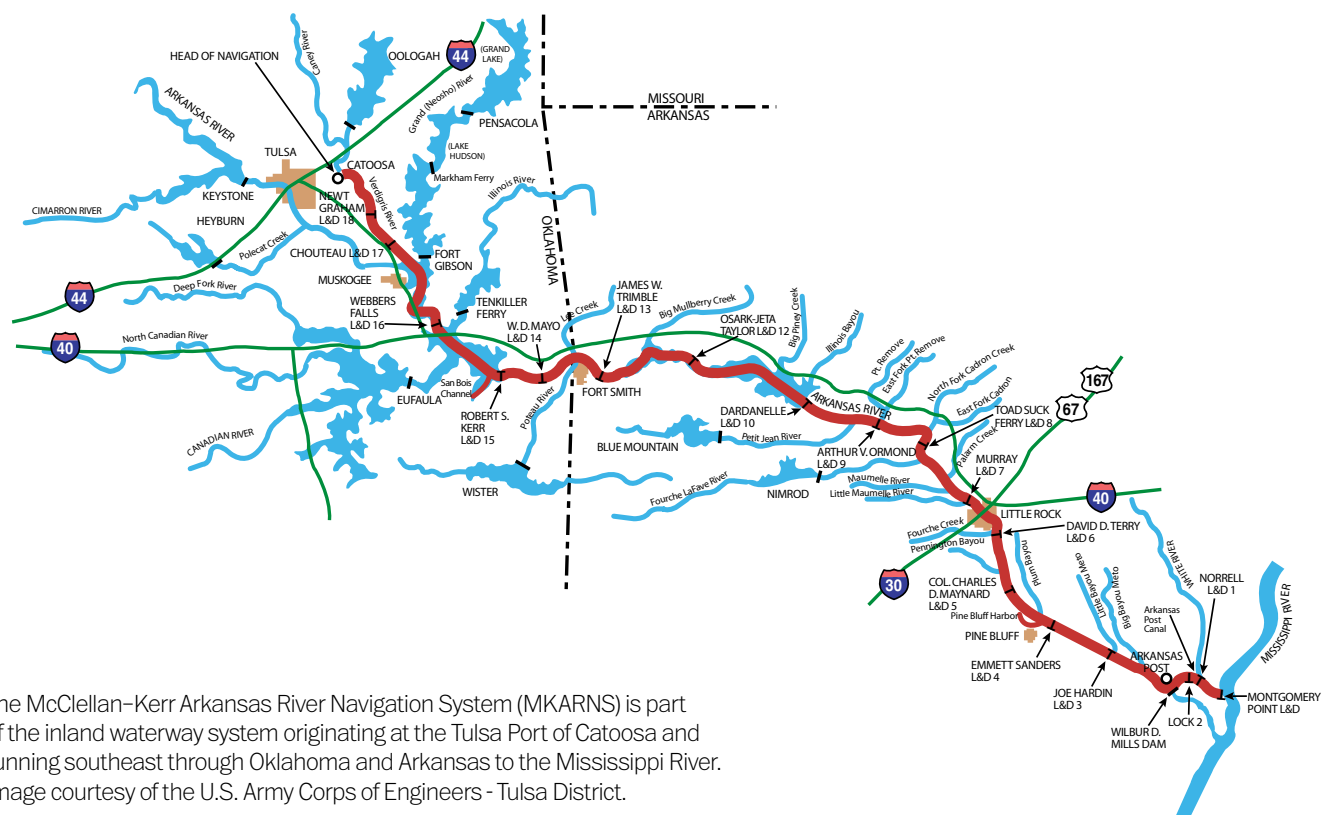 HEAD OF NAVIGATION
Caney River
OOLOGAH
44
(GRAND
LAKE)
Grand (Neosho) River
ARKANSAS RIVER
PENSACOLA
MISSOURI
ARKANSAS
TULSA
CATOOSA
(LAKE
HUDSON)
Markham Ferry
KEYSTONE
CIMARRON RIVER
NEWT
GRAHAM
L&D 18
Verdigris River
Illinois River
HEYBURN
Polecat Creek
CHOUTEAU L&D 17
FORT
GIBSON
OKLAHOMA
MUSKOGEE
44
Deep Fork River
WEBBERS
FALLS
L&D 16
TENKILLER
FERRY
W. D. MAYO
L&D 14
Lee Creek
JAMES W.
TRIMBLE
L&D 13
Big Mullberry Creek
OSARK-JETA
TAYLOR L&D 12
Big Piney Creek
Illinois Bayou
40
North Canadian River
Pt. Remove
East Fork Pt. Remove
North Fork Cadron Creek
167
San Bois
Channel
EUFAULA
FORT SMITH
East Fork Cadron
67
ROBERT S.
KERR
L&D 15
Poteau River
DARDANELLE
L&D 10
ARKANSAS RIVER
TOAD SUCK
FERRY L&D 8
CANADIAN RIVER
BLUE MOUNTAIN
Petit Jean River
ARTHUR V. ORMOND
L&D 9
Palarm Creek
MURRAY
L&D 7
WISTER
Fourche LaFave River
NIMROD
Maumelle River
Little Maumelle River
40
LITTLE ROCK
Fourche Creek
Pennington Bayou
DAVID D. TERRY
L&D 6
30
COL. CHARLES
D. MAYNARD
L&D 5
Plum Bayou
Little Bayou Meto
Big Bayou Meto
WHITE RIVER
NORRELL
L&D 1
MISSISSIPPI RIVER
Pine Bluff Harbor
PINE BLUFF
Arkansas
Post
Canal
EMMETT SANDERS
L&D 4
ARKANSAS
POST
JOE HARDIN
L&D 3
MONTGOMERY
POINT L&D
LOCK 2
WILBUR D.
MILLS DAM
he McClellan–Kerr Arkansas River Navigation System (MKARNS) is part
f the inland waterway system originating at the Tulsa Port of Catoosa and
unning southeast through Oklahoma and Arkansas to the Mississippi River.
mage courtesy of the U.S. Army Corps of Engineers - Tulsa District.